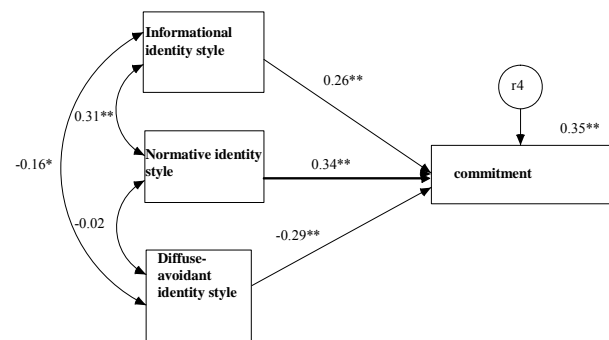 Informational
identity style
0.26**
r4
0.31**
0.35**
-0.16*
Normative identity
style
0.34**
commitment
-0.02
-0.29**
Diffuse-
avoidant
identity style